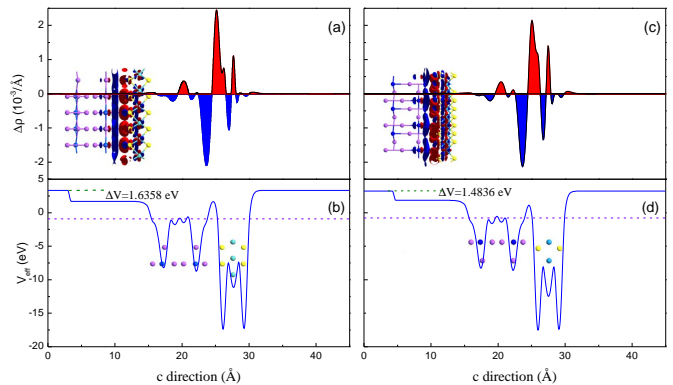 (a)
(c)
2
1
0
-1
-2
Δρ (10⁻³/Å)
5
0
-5
-10
-15
-20
V_eff (eV)
ΔV=1.6358 eV
(b)
ΔV=1.4836 eV
(d)
0 10 20 30 40
0 10 20 30 40
c direction (Å)
c direction (Å)